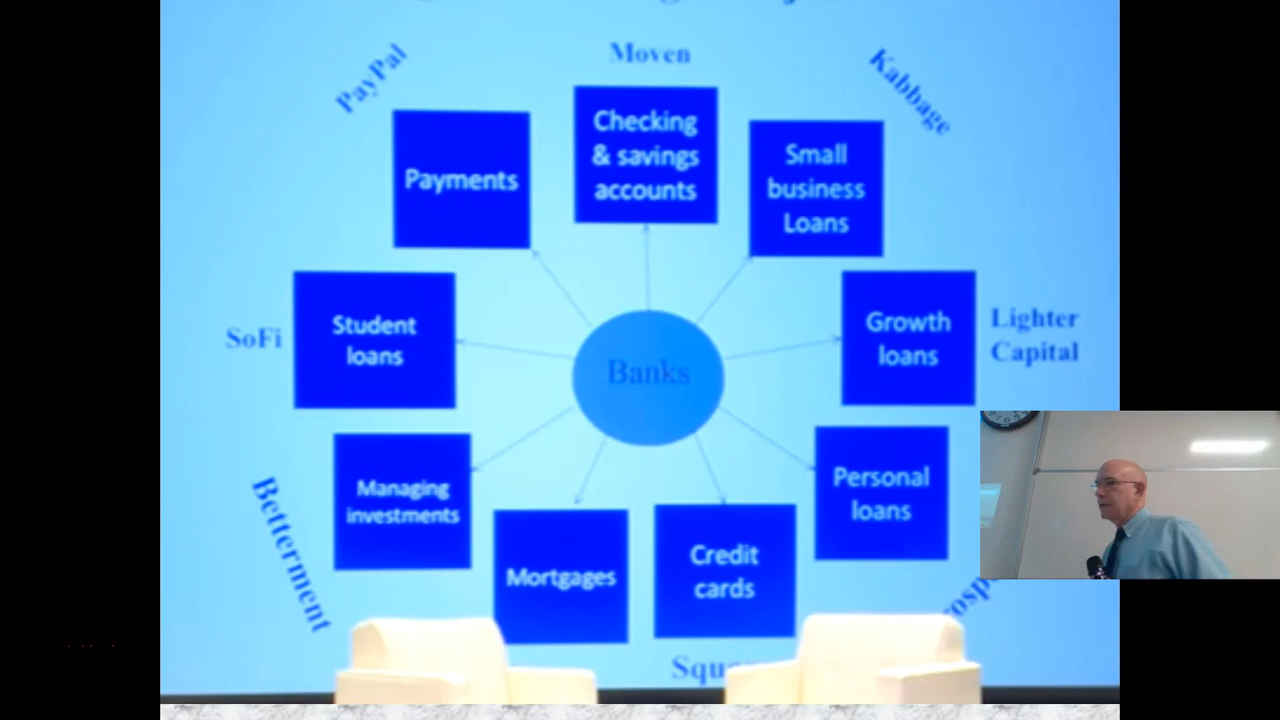 PayPal
Moven
Kabbage
Payments
Checking
& savings
accounts
Small
business
Loans
SoFi
Student
loans
Banks
Growth
loans
Lighter
Capital
Betterment
Managing
investments
Mortgages
Credit
cards
Personal
loans